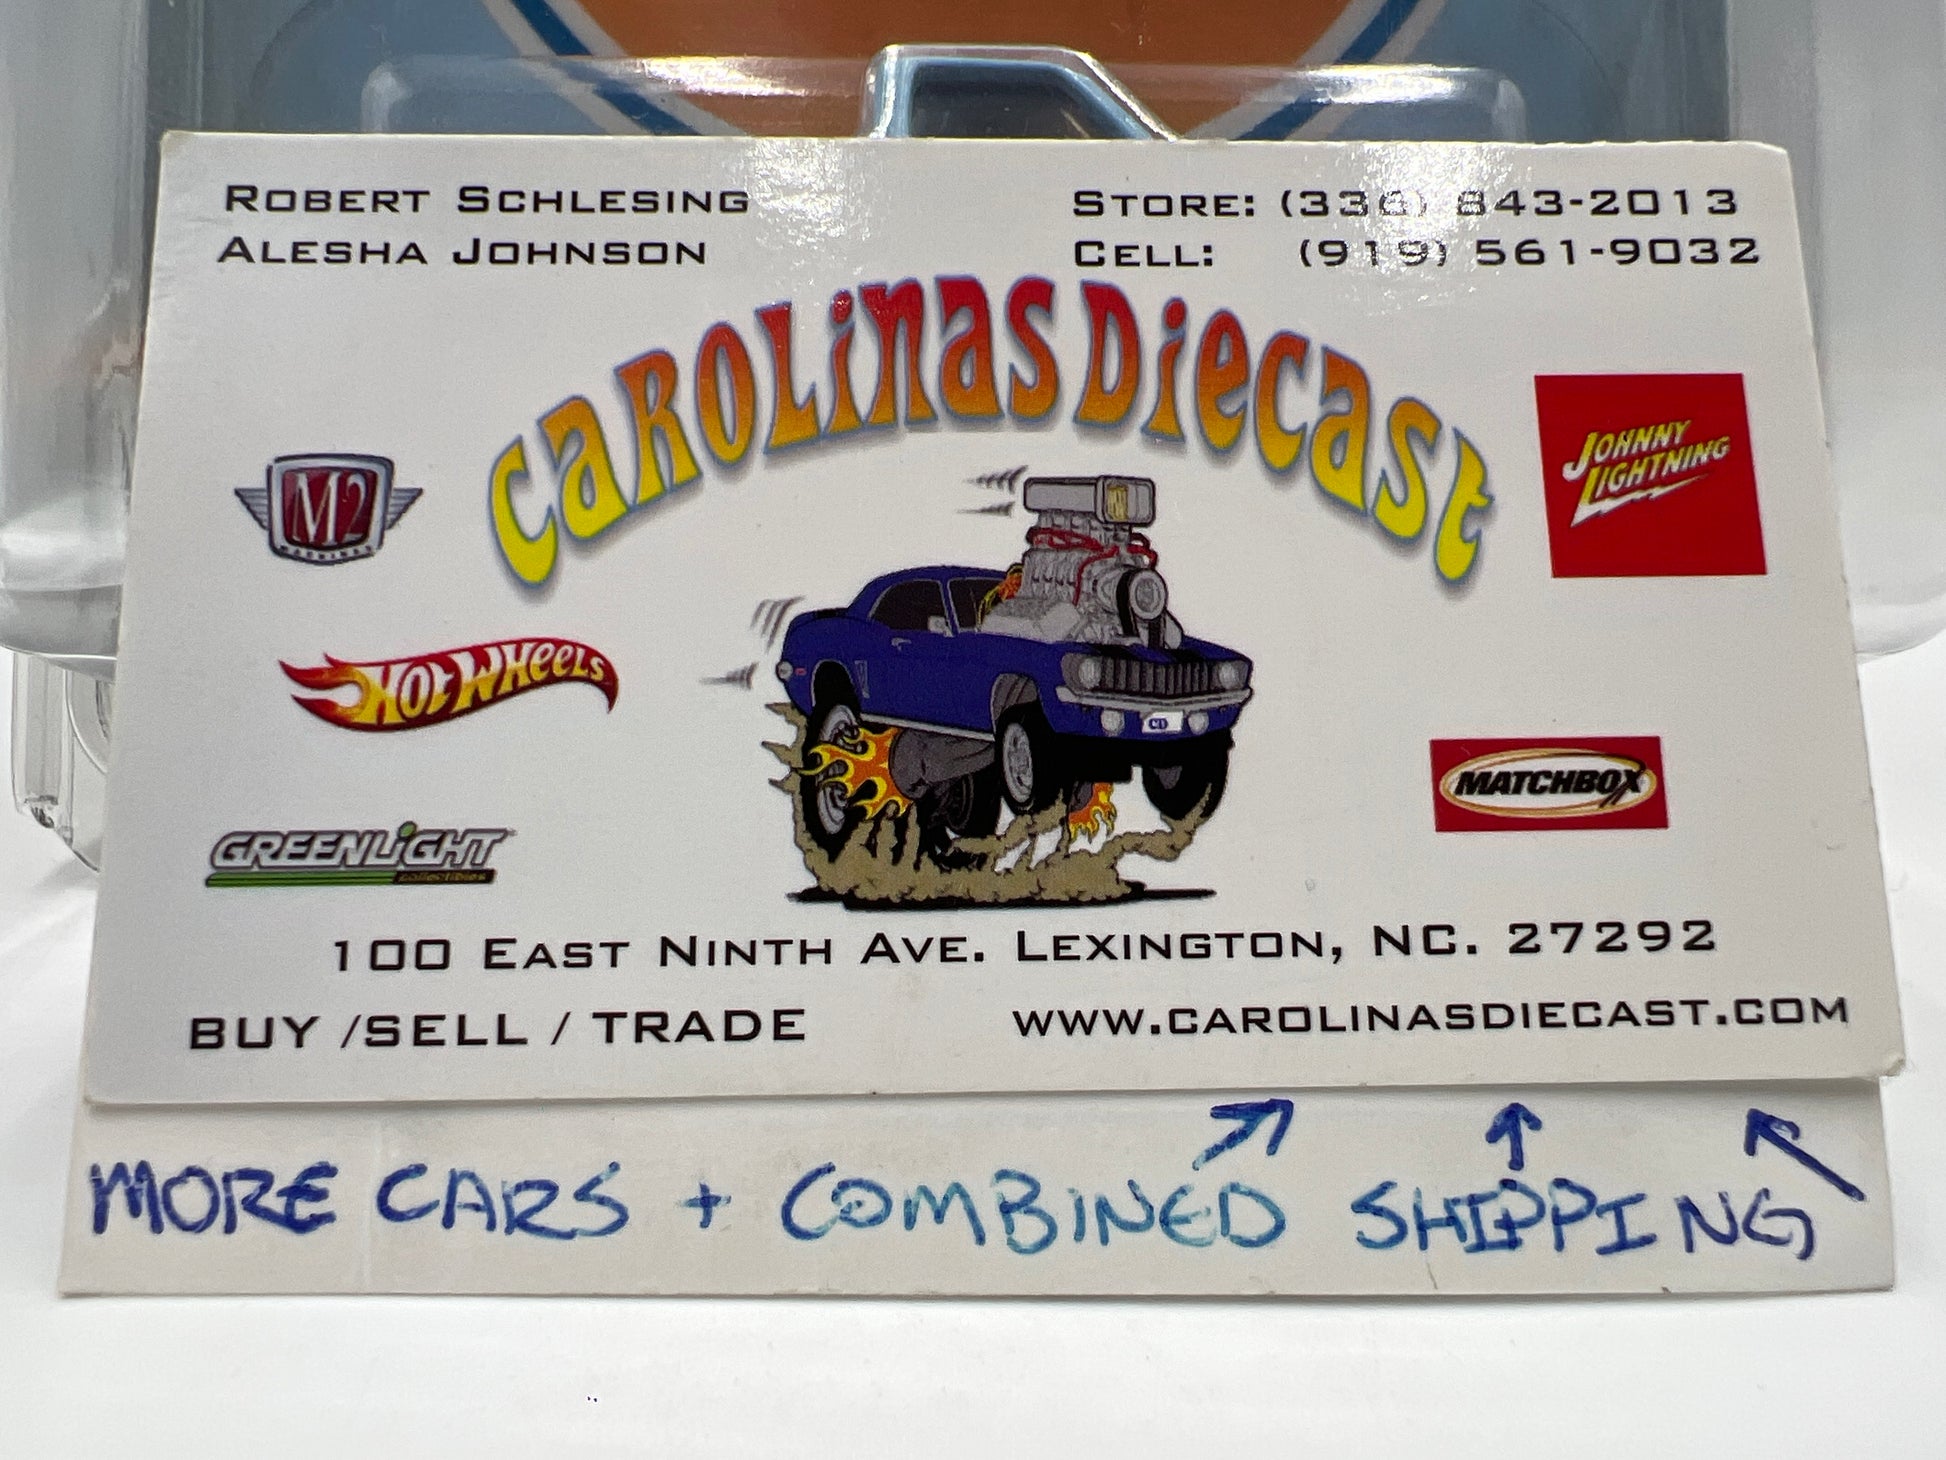 ROBERT SCHLESING
ALESHA JOHNSON
STORE: (336) 843-2013
CELL: (919) 561-9032
CAROLiNAS DiECAST
M2
MACHINES
JOHNNY
LIGHTNING
HOT WHEELS
MATCHBOX
GREENLiGHT
collectibles
100 EAST NINTH AVE. LEXINGTON, NC. 27292
BUY /SELL / TRADE
WWW.CAROLINASDIECAST.COM
MORE CARS + COMBINED SHIPPING